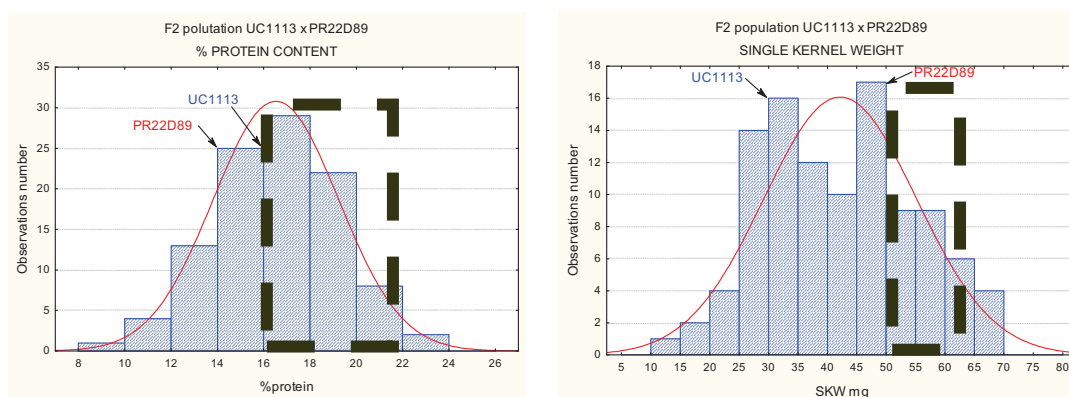 F2 polutation UC1113 x PR22D89
% PROTEIN CONTENT
35
30
25
20
15
10
5
0
Observations number
UC1113
PR22D89
8 10 12 14 16 18 20 22 24 26
%protein
F2 population UC1113 x PR22D89
SINGLE KERNEL WEIGHT
18
16
14
12
10
8
6
4
2
0
Observations number
UC1113
PR22D89
5 10 15 20 25 30 35 40 45 50 55 60 65 70 75 80
SKW mg